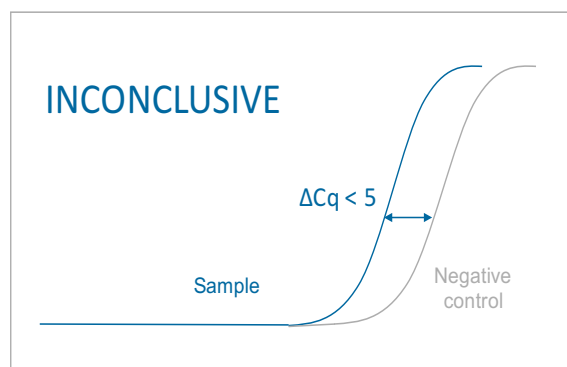 INCONCLUSIVE
ΔCq < 5
Sample
Negative
control